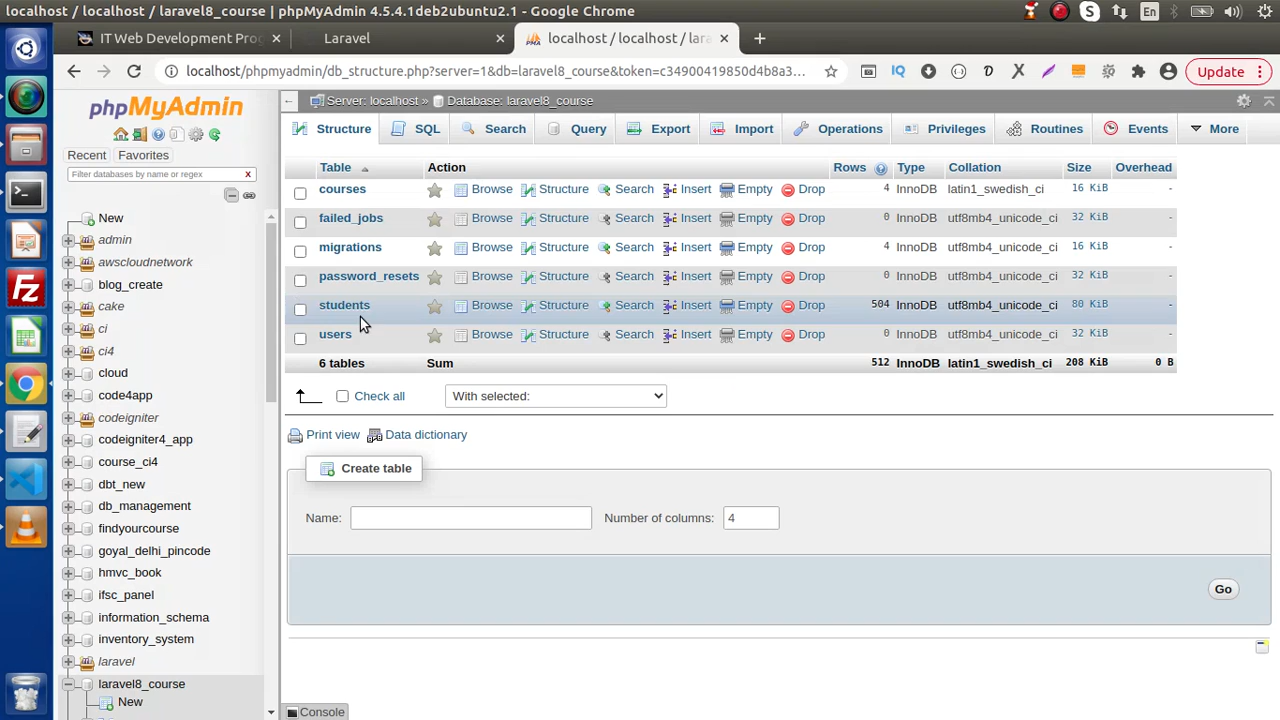 localhost / localhost / laravel8_course | phpMyAdmin 4.5.4.1deb2ubuntu2.1 - Google Chrome
S En
IT Web Development Pro
Laravel
localhost / localhost / lara
localhost/phpmyadmin/db_structure.php?server=1&db=laravel8_course&token=c34900419850d4b8a3...
IQ
Update
phpMyAdmin
Recent Favorites
Filter databases by name or regex X
New
admin
awscloudnetwork
blog_create
cake
ci
ci4
cloud
code4app
codeigniter
codeigniter4_app
course_ci4
dbt_new
db_management
findyourcourse
goyal_delhi_pincode
hmvc_book
ifsc_panel
information_schema
inventory_system
laravel
laravel8_course
New
Server: localhost » Database: laravel8_course
Structure SQL Search Query Export Import Operations Privileges Routines Events More
Table Action Rows Type Collation Size Overhead
courses Browse Structure Search Insert Empty Drop 4 InnoDB latin1_swedish_ci 16 KiB -
failed_jobs Browse Structure Search Insert Empty Drop 0 InnoDB utf8mb4_unicode_ci 32 KiB -
migrations Browse Structure Search Insert Empty Drop 4 InnoDB utf8mb4_unicode_ci 16 KiB -
password_resets Browse Structure Search Insert Empty Drop 0 InnoDB utf8mb4_unicode_ci 32 KiB -
students Browse Structure Search Insert Empty Drop 504 InnoDB utf8mb4_unicode_ci 80 KiB -
users Browse Structure Search Insert Empty Drop 0 InnoDB utf8mb4_unicode_ci 32 KiB -
6 tables Sum 512 InnoDB latin1_swedish_ci 208 KiB 0 B
Check all With selected:
Print view Data dictionary
Create table
Name: Number of columns: 4
Go
Console